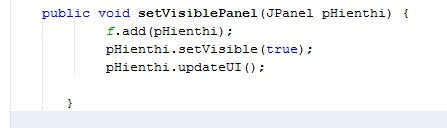 public void setVisiblePanel(JPanel pHienthi) {
f.add(pHienthi);
pHienthi.setVisible(true);
pHienthi.updateUI();
}